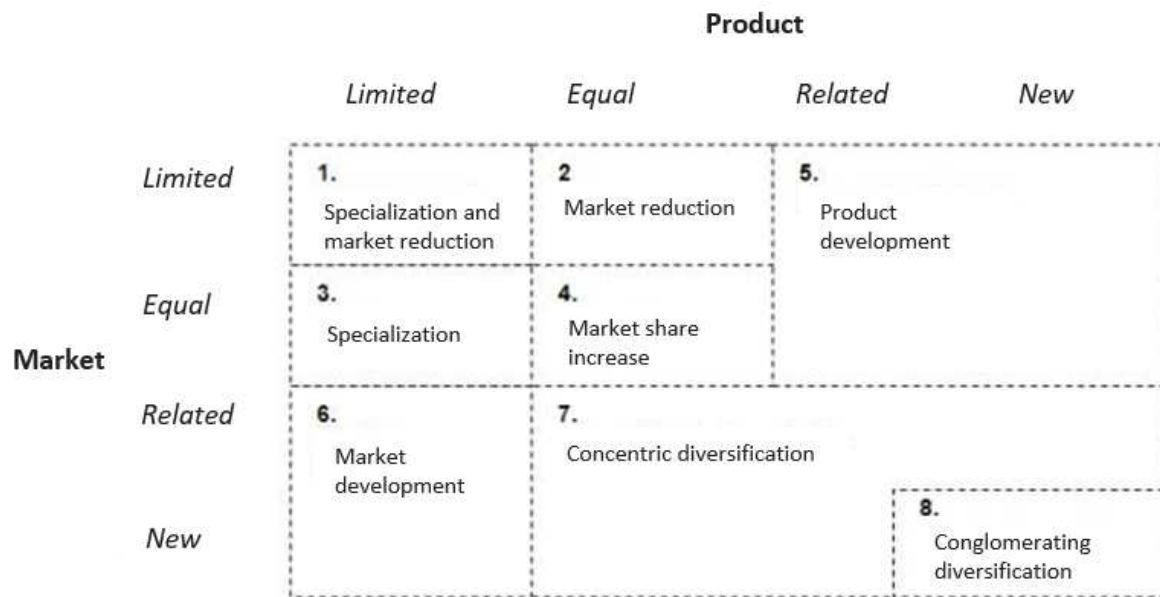 Product
Limited Equal Related New
Limited
1. 2 5.
Specialization and
market reduction
Market reduction
Product
development
Equal
3. 4.
Specialization
Market share
increase
Market
Related
6. 7.
Market
development
Concentric diversification
New
8.
Conglomerating
diversification